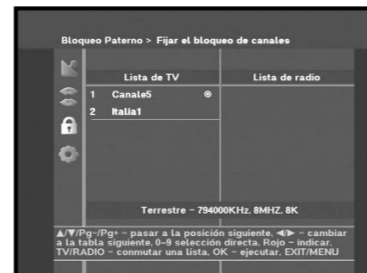 Bloqueo Paterno > Fijar el bloqueo de canales
Lista de TV Lista de radio
1 Canale5
2 Italia1
Terrestre - 794000KHz, 8MHZ, 8K
▲/▼/Pg-/Pg+ - pasar a la posición siguiente, ◄/► - cambiar
a la tabla siguiente, 0-9 selección directa, Rojo - indicar,
TV/RADIO - conmutar una lista, OK - ejecutar, EXIT/MENU